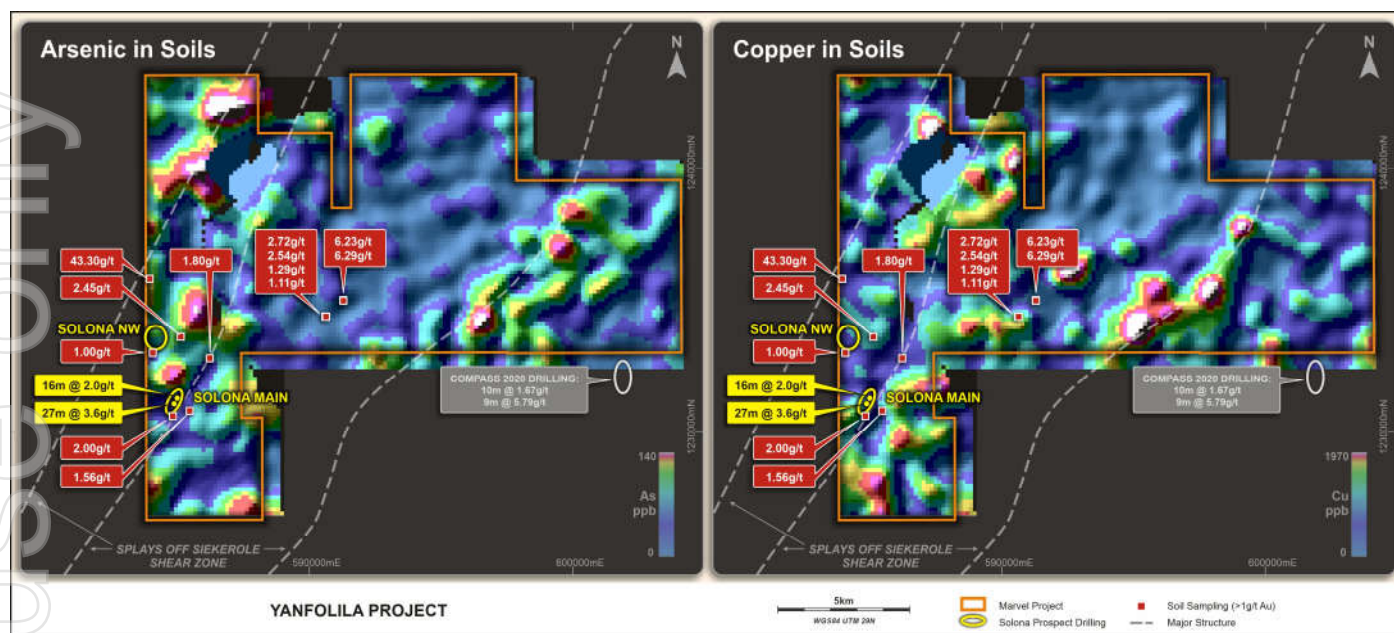 use only
Arsenic in Soils
N
1240000mN
43.30g/t
2.45g/t
1.80g/t
2.72g/t
2.54g/t
1.29g/t
1.11g/t
6.23g/t
6.29g/t
SOLONA NW
1.00g/t
16m @ 2.0g/t
27m @ 3.6g/t
SOLONA MAIN
2.00g/t
1.56g/t
COMPASS 2020 DRILLING:
10m @ 1.67g/t
9m @ 5.79g/t
1230000mN
140
As
ppb
0
SPLAYS OFF SIEKEROLE
SHEAR ZONE
590000mE
600000mE
Copper in Soils
N
1240000mN
43.30g/t
2.45g/t
1.80g/t
2.72g/t
2.54g/t
1.29g/t
1.11g/t
6.23g/t
6.29g/t
SOLONA NW
1.00g/t
16m @ 2.0g/t
27m @ 3.6g/t
SOLONA MAIN
2.00g/t
1.56g/t
COMPASS 2020 DRILLING:
10m @ 1.67g/t
9m @ 5.79g/t
1230000mN
1970
Cu
ppb
0
SPLAYS OFF SIEKEROLE
SHEAR ZONE
590000mE
600000mE
YANFOLILA PROJECT
5km
WGS84 UTM 29N
Marvel Project
Solona Prospect Drilling
Soil Sampling (>1g/t Au)
Major Structure